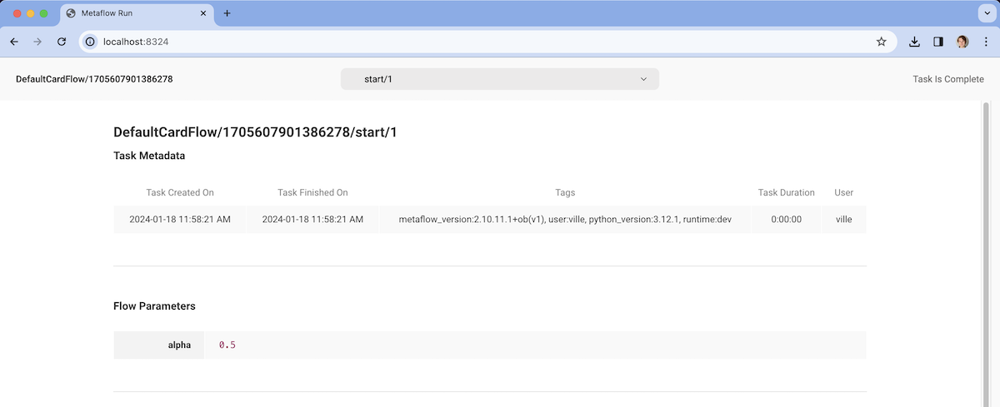 Metaflow Run
localhost:8324
DefaultCardFlow/1705607901386278 start/1 Task Is Complete
DefaultCardFlow/1705607901386278/start/1
Task Metadata
Task Created On Task Finished On Tags Task Duration User
2024-01-18 11:58:21 AM 2024-01-18 11:58:21 AM metaflow_version:2.10.11.1+ob(v1), user:ville, python_version:3.12.1, runtime:dev 0:00:00 ville
Flow Parameters
alpha 0.5